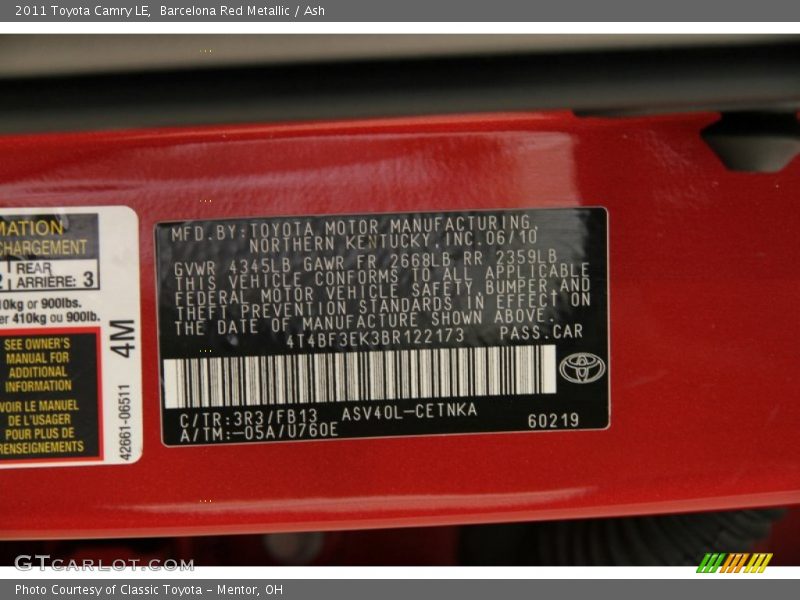 2011 Toyota Camry LE, Barcelona Red Metallic / Ash
MATION
CHARGEMENT
REAR
ARRIÈRE: 3
10kg or 900lbs.
er 410kg ou 900lb.
SEE OWNER'S
MANUAL FOR
ADDITIONAL
INFORMATION
VOIR LE MANUEL
DE L'USAGER
POUR PLUS DE
RENSEIGNEMENTS
4M
42661-06511
MFD.BY:TOYOTA MOTOR MANUFACTURING,
NORTHERN KENTUCKY,INC.06/10
GVWR 4345LB GAWR FR 2668LB RR 2359LB
THIS VEHICLE CONFORMS TO ALL APPLICABLE
FEDERAL MOTOR VEHICLE SAFETY, BUMPER AND
THEFT PREVENTION STANDARDS IN EFFECT ON
THE DATE OF MANUFACTURE SHOWN ABOVE.
4T4BF3EK3BR122173 PASS.CAR
C/TR:3R3/FB13 ASV40L-CETNKA
A/TM:-05A/U760E 60219
GTCARLOT.COM
Photo Courtesy of Classic Toyota - Mentor, OH